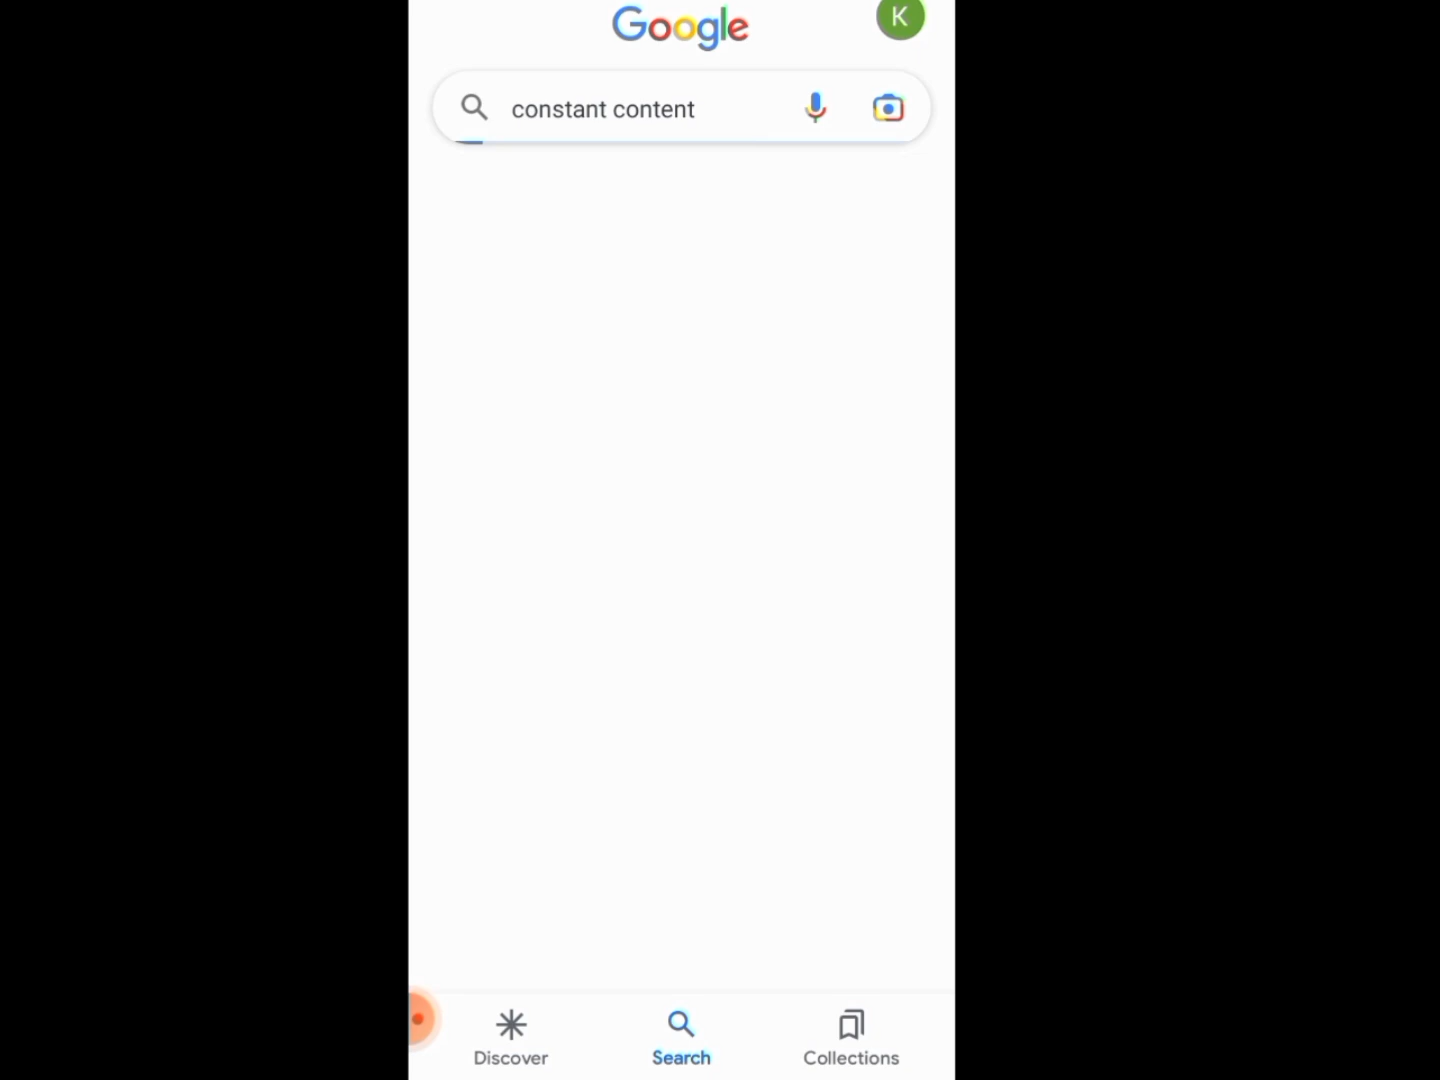 Google
K
constant content
Discover
Search
Collections